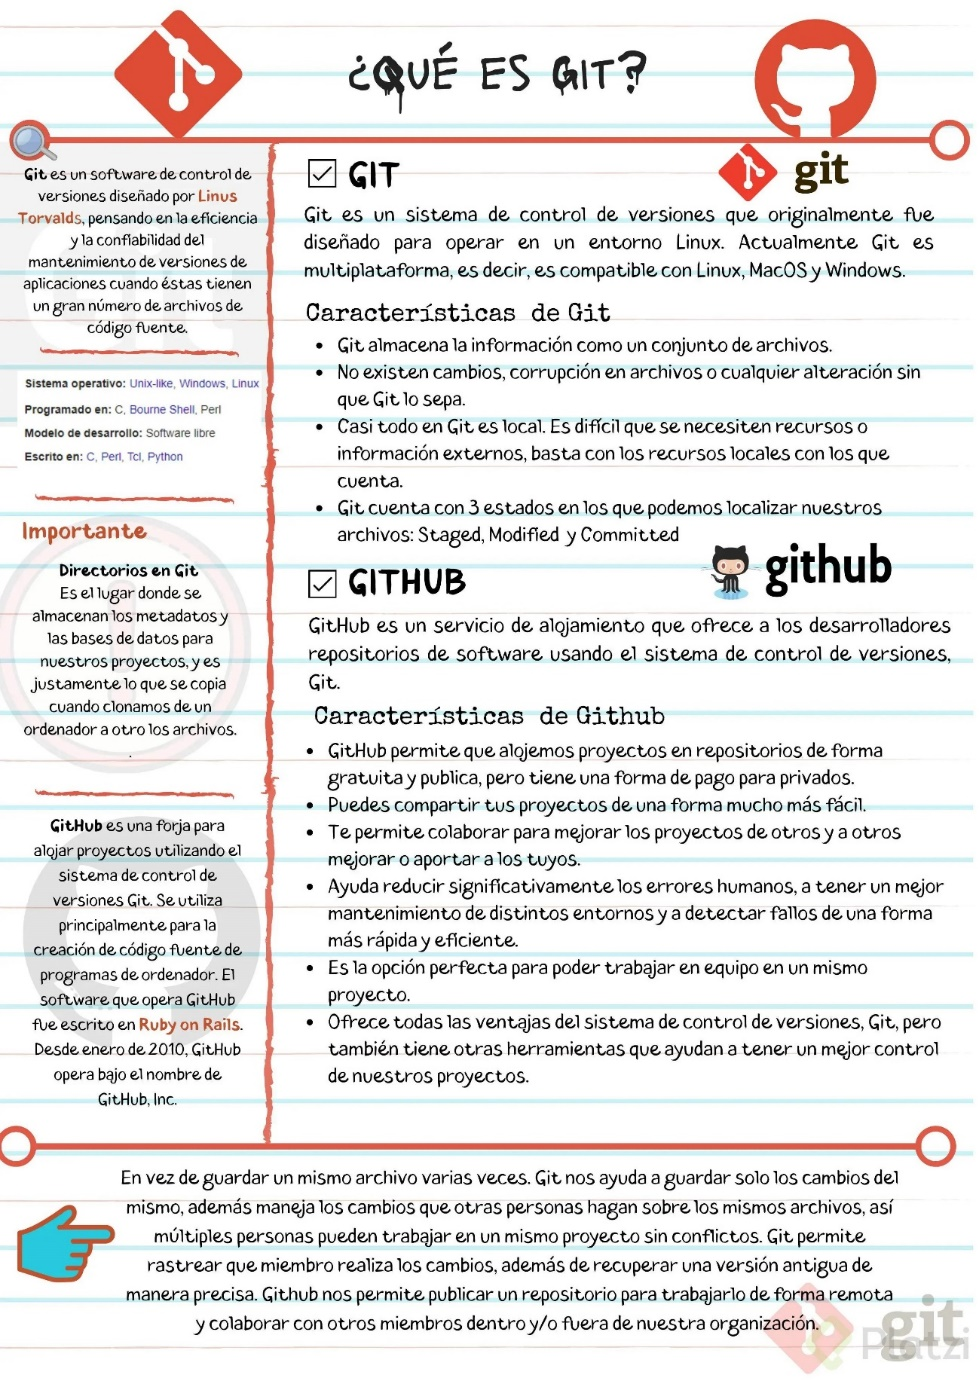 ¿QUÉ ES GIT?
Git es un software de control de
versiones diseñado por Linus
Torvalds, pensando en la eficiencia
y la confiabilidad del
mantenimiento de versiones de
aplicaciones cuando éstas tienen
un gran número de archivos de
código fuente.
Sistema operativo: Unix-like, Windows, Linux
Programado en: C, Bourne Shell, Perl
Modelo de desarrollo: Software libre
Escrito en: C, Perl, Tcl, Python
Importante
Directorios en Git
Es el lugar donde se
almacenan los metadatos y
las bases de datos para
nuestros proyectos, y es
justamente lo que se copia
cuando clonamos de un
ordenador a otro los archivos.
.
GitHub es una forja para
alojar proyectos utilizando el
sistema de control de
versiones Git. Se utiliza
principalmente para la
creación de código fuente de
programas de ordenador. El
software que opera GitHub
fue escrito en Ruby on Rails.
Desde enero de 2010, GitHub
opera bajo el nombre de
GitHub, Inc.
GIT
git
Git es un sistema de control de versiones que originalmente fue
diseñado para operar en un entorno Linux. Actualmente Git es
multiplataforma, es decir, es compatible con Linux, MacOS y Windows.
Características de Git
• Git almacena la información como un conjunto de archivos.
• No existen cambios, corrupción en archivos o cualquier alteración sin
que Git lo sepa.
• Casi todo en Git es local. Es difícil que se necesiten recursos o
información externos, basta con los recursos locales con los que
cuenta.
• Git cuenta con 3 estados en los que podemos localizar nuestros
archivos: Staged, Modified y Committed
GITHUB
github
GitHub es un servicio de alojamiento que ofrece a los desarrolladores
repositorios de software usando el sistema de control de versiones,
Git.
Características de Github
• GitHub permite que alojemos proyectos en repositorios de forma
gratuita y publica, pero tiene una forma de pago para privados.
• Puedes compartir tus proyectos de una forma mucho más fácil.
• Te permite colaborar para mejorar los proyectos de otros y a otros
mejorar o aportar a los tuyos.
• Ayuda reducir significativamente los errores humanos, a tener un mejor
mantenimiento de distintos entornos y a detectar fallos de una forma
más rápida y eficiente.
• Es la opción perfecta para poder trabajar en equipo en un mismo
proyecto.
• Ofrece todas las ventajas del sistema de control de versiones, Git, pero
también tiene otras herramientas que ayudan a tener un mejor control
de nuestros proyectos.
En vez de guardar un mismo archivo varias veces. Git nos ayuda a guardar solo los cambios del
mismo, además maneja los cambios que otras personas hagan sobre los mismos archivos, así
múltiples personas pueden trabajar en un mismo proyecto sin conflictos. Git permite
rastrear que miembro realiza los cambios, además de recuperar una versión antigua de
manera precisa. Github nos permite publicar un repositorio para trabajarlo de forma remota
y colaborar con otros miembros dentro y/o fuera de nuestra organización.
git
Platzi